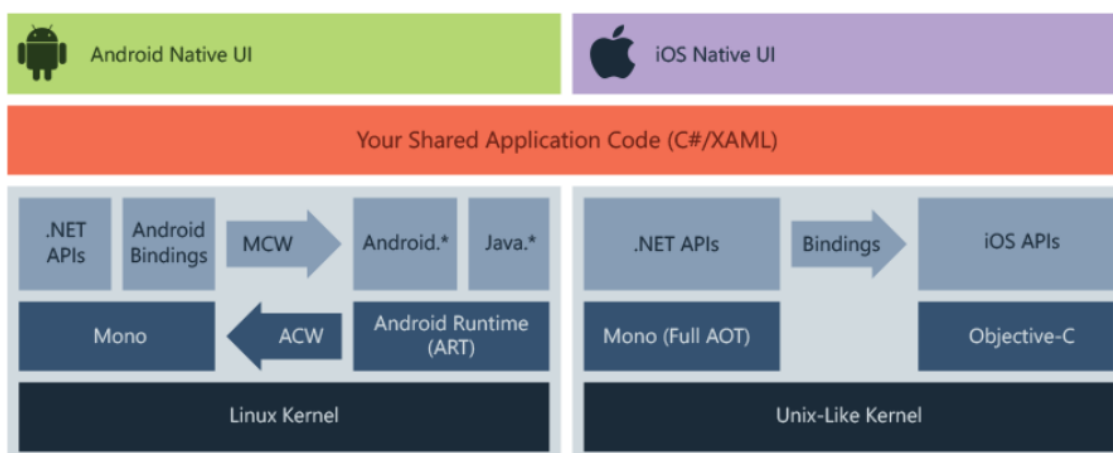 Android Native UI
iOS Native UI
Your Shared Application Code (C#/XAML)
.NET
APIs
Android
Bindings
MCW
Android.*
Java.*
Mono
ACW
Android Runtime
(ART)
Linux Kernel
.NET APIs
Bindings
iOS APIs
Mono (Full AOT)
Objective-C
Unix-Like Kernel